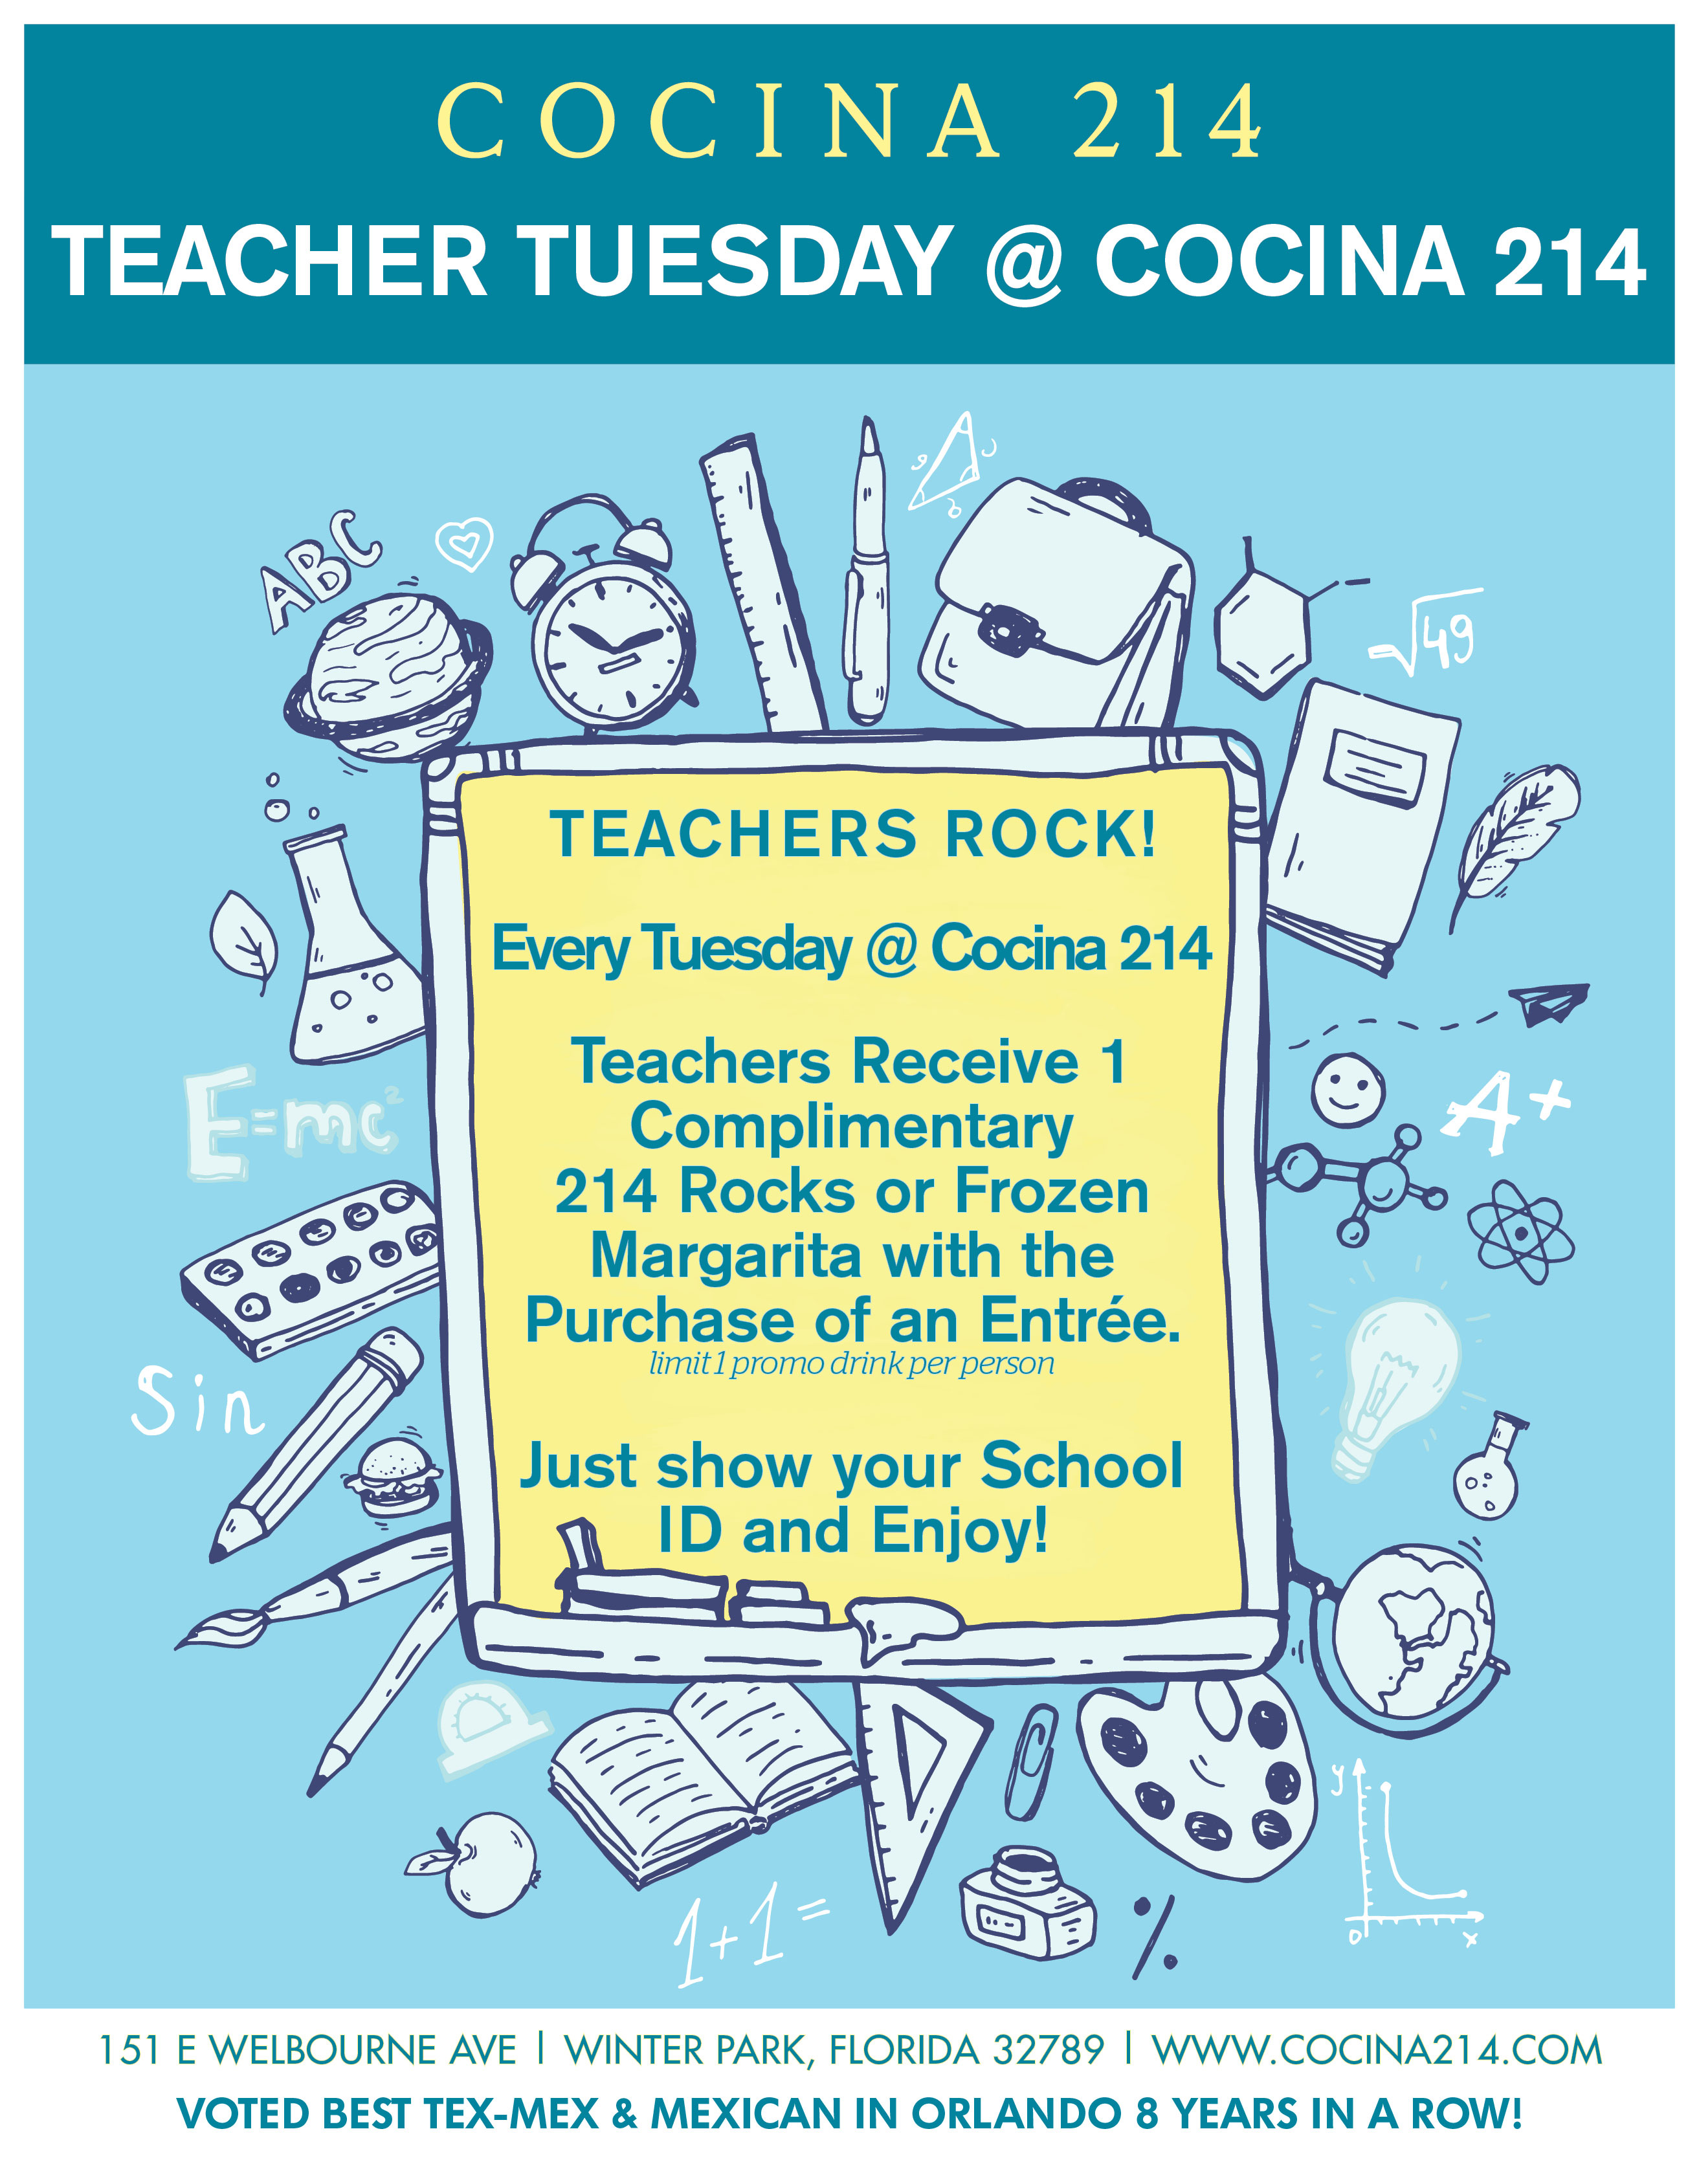 COCINA 214
TEACHER TUESDAY @ COCINA 214
ABC
a
c
b
√49
TEACHERS ROCK!
Every Tuesday @ Cocina 214
Teachers Receive 1
Complimentary
214 Rocks or Frozen
Margarita with the
Purchase of an Entrée.
limit 1 promo drink per person
Just show your School
ID and Enjoy!
E=mc²
A+
Sin
1+1=
%
y
0
x
151 E WELBOURNE AVE | WINTER PARK, FLORIDA 32789 | WWW.COCINA214.COM
VOTED BEST TEX-MEX & MEXICAN IN ORLANDO 8 YEARS IN A ROW!